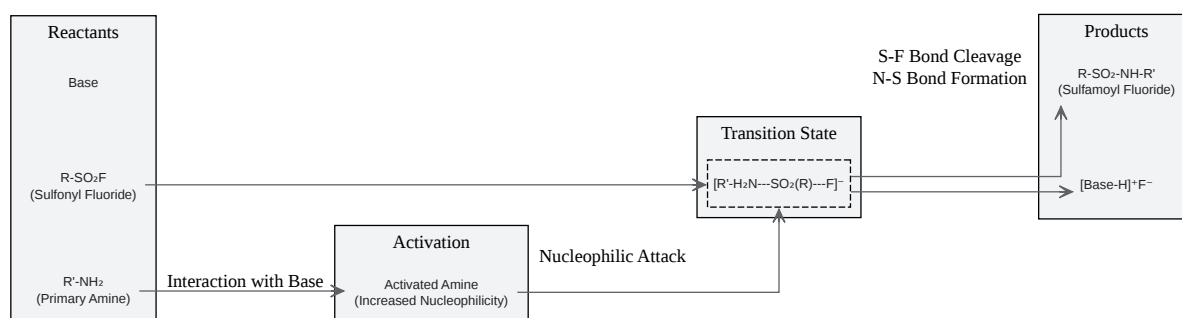 Reactants
Base
R-SO₂F
(Sulfonyl Fluoride)
R'-NH₂
(Primary Amine)
Interaction with Base
Activation
Activated Amine
(Increased Nucleophilicity)
Nucleophilic Attack
Transition State
[R'-H₂N---SO₂(R)---F]⁻
S-F Bond Cleavage
N-S Bond Formation
Products
R-SO₂-NH-R'
(Sulfamoyl Fluoride)
[Base-H]⁺F⁻